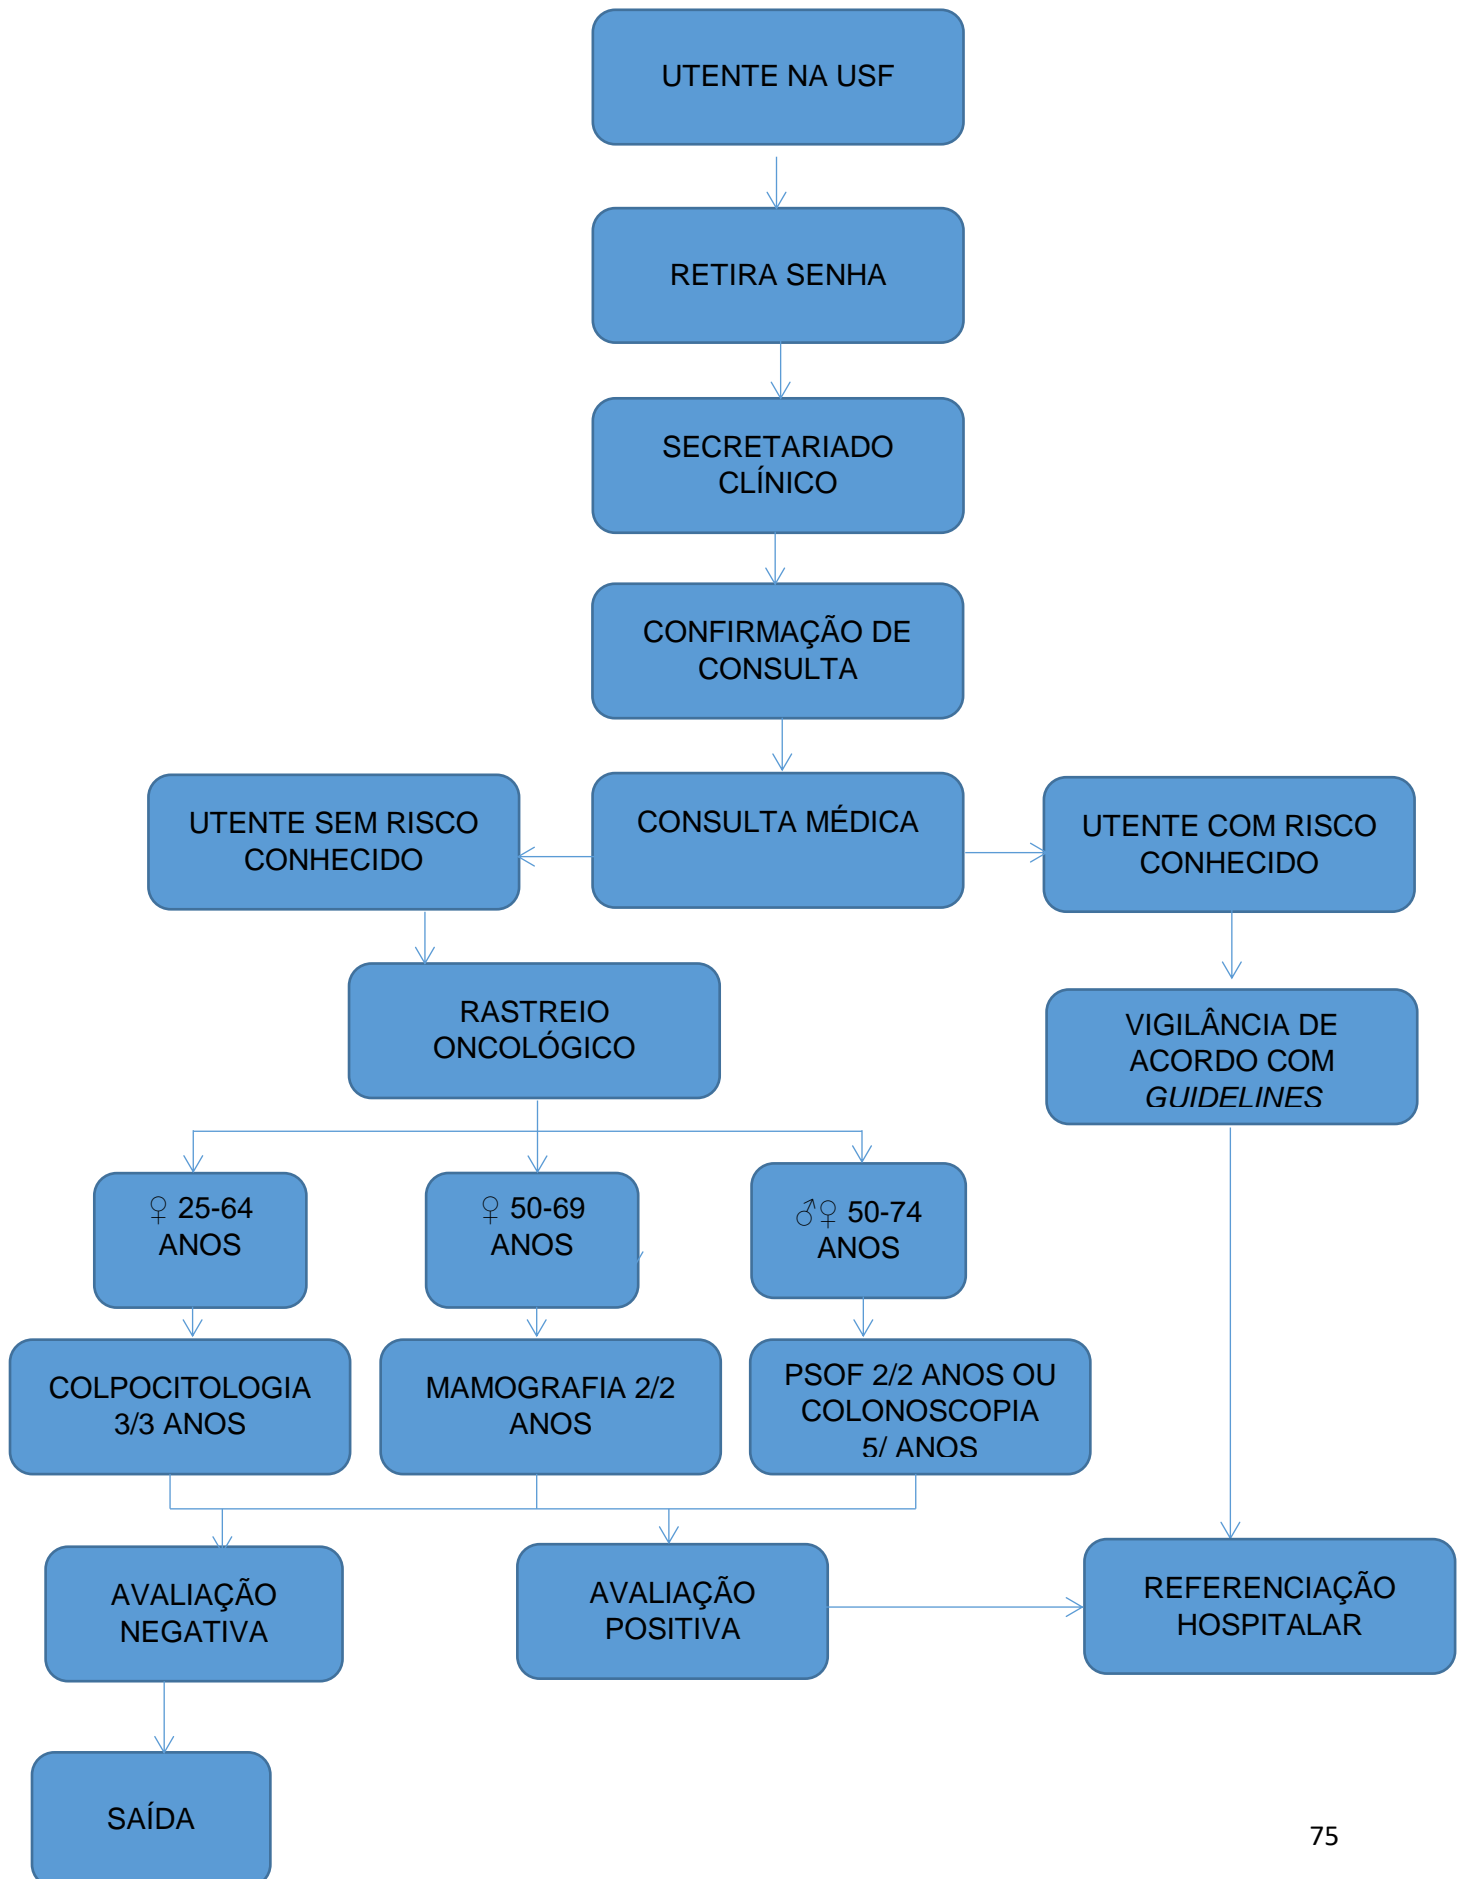 UTENTE NA USF
RETIRA SENHA
SECRETARIADO
CLÍNICO
CONFIRMAÇÃO DE
CONSULTA
UTENTE SEM RISCO
CONHECIDO
CONSULTA MÉDICA
UTENTE COM RISCO
CONHECIDO
RASTREIO
ONCOLÓGICO
VIGILÂNCIA DE
ACORDO COM
GUIDELINES
♀ 25-64
ANOS
♀ 50-69
ANOS
♂♀ 50-74
ANOS
COLPOCITOLOGIA
3/3 ANOS
MAMOGRAFIA 2/2
ANOS
PSOF 2/2 ANOS OU
COLONOSCOPIA
5/ ANOS
AVALIAÇÃO
NEGATIVA
AVALIAÇÃO
POSITIVA
REFERENCIAÇÃO
HOSPITALAR
SAÍDA
75